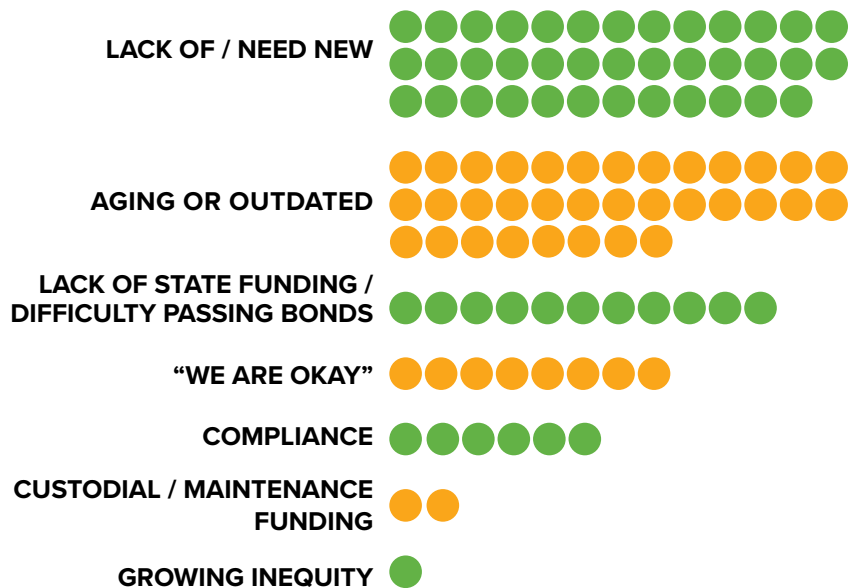 LACK OF / NEED NEW
AGING OR OUTDATED
LACK OF STATE FUNDING /
DIFFICULTY PASSING BONDS
“WE ARE OKAY”
COMPLIANCE
CUSTODIAL / MAINTENANCE
FUNDING
GROWING INEQUITY